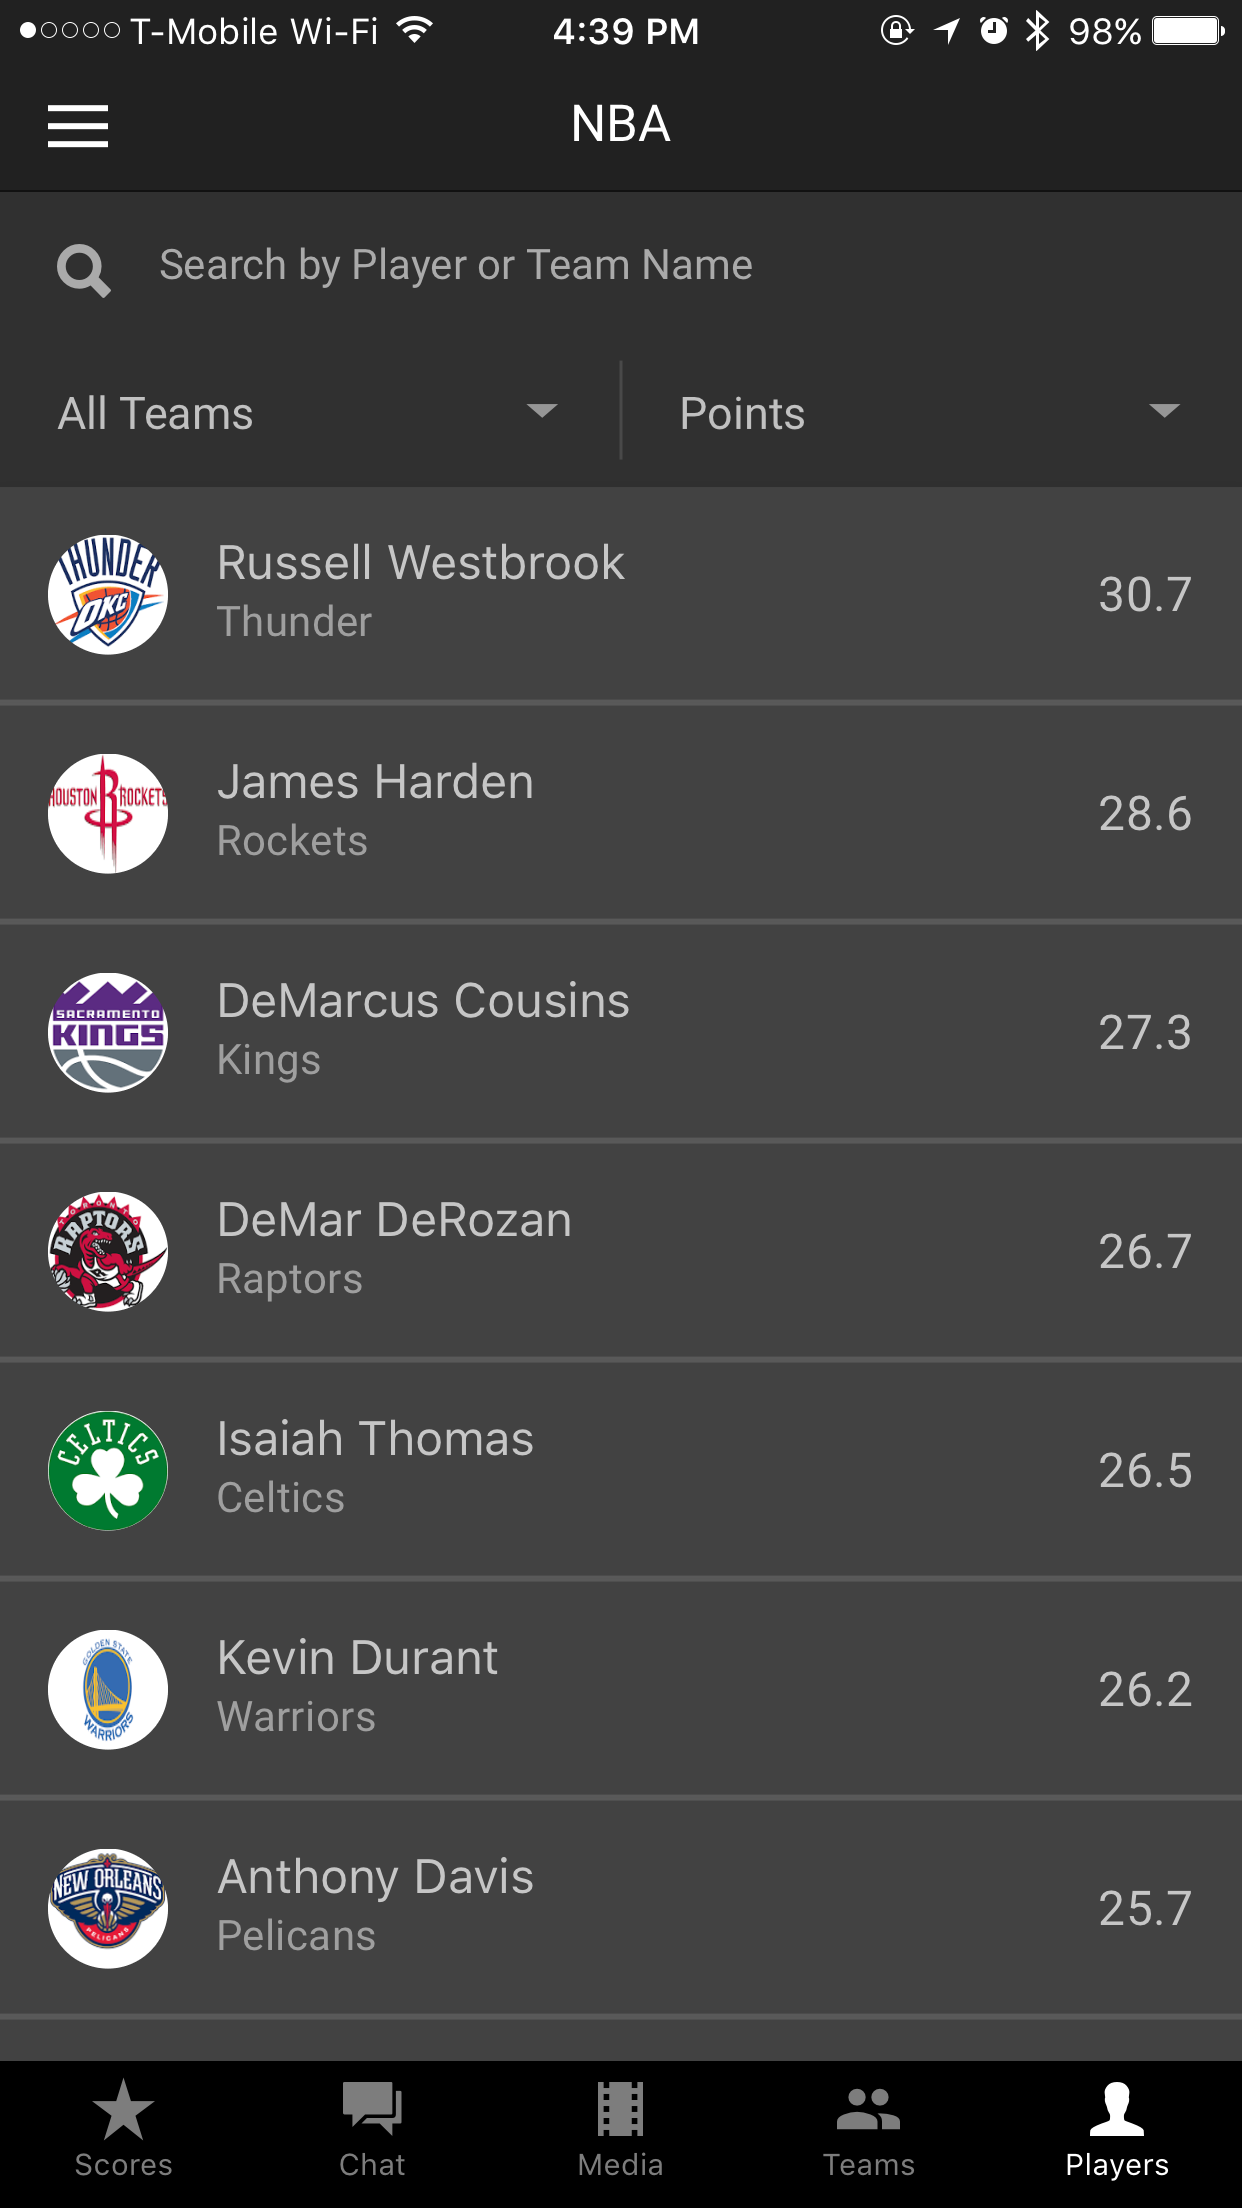 T-Mobile Wi-Fi 4:39 PM 98%
NBA
Search by Player or Team Name
All Teams Points
THUNDER
OKC
Russell Westbrook
Thunder
30.7
HOUSTON ROCKETS
James Harden
Rockets
28.6
SACRAMENTO
KINGS
DeMarcus Cousins
Kings
27.3
TORONTO
RAPTORS
DeMar DeRozan
Raptors
26.7
CELTICS
Isaiah Thomas
Celtics
26.5
GOLDEN STATE
WARRIORS
Kevin Durant
Warriors
26.2
NEW ORLEANS
PELICANS
Anthony Davis
Pelicans
25.7
Scores Chat Media Teams Players